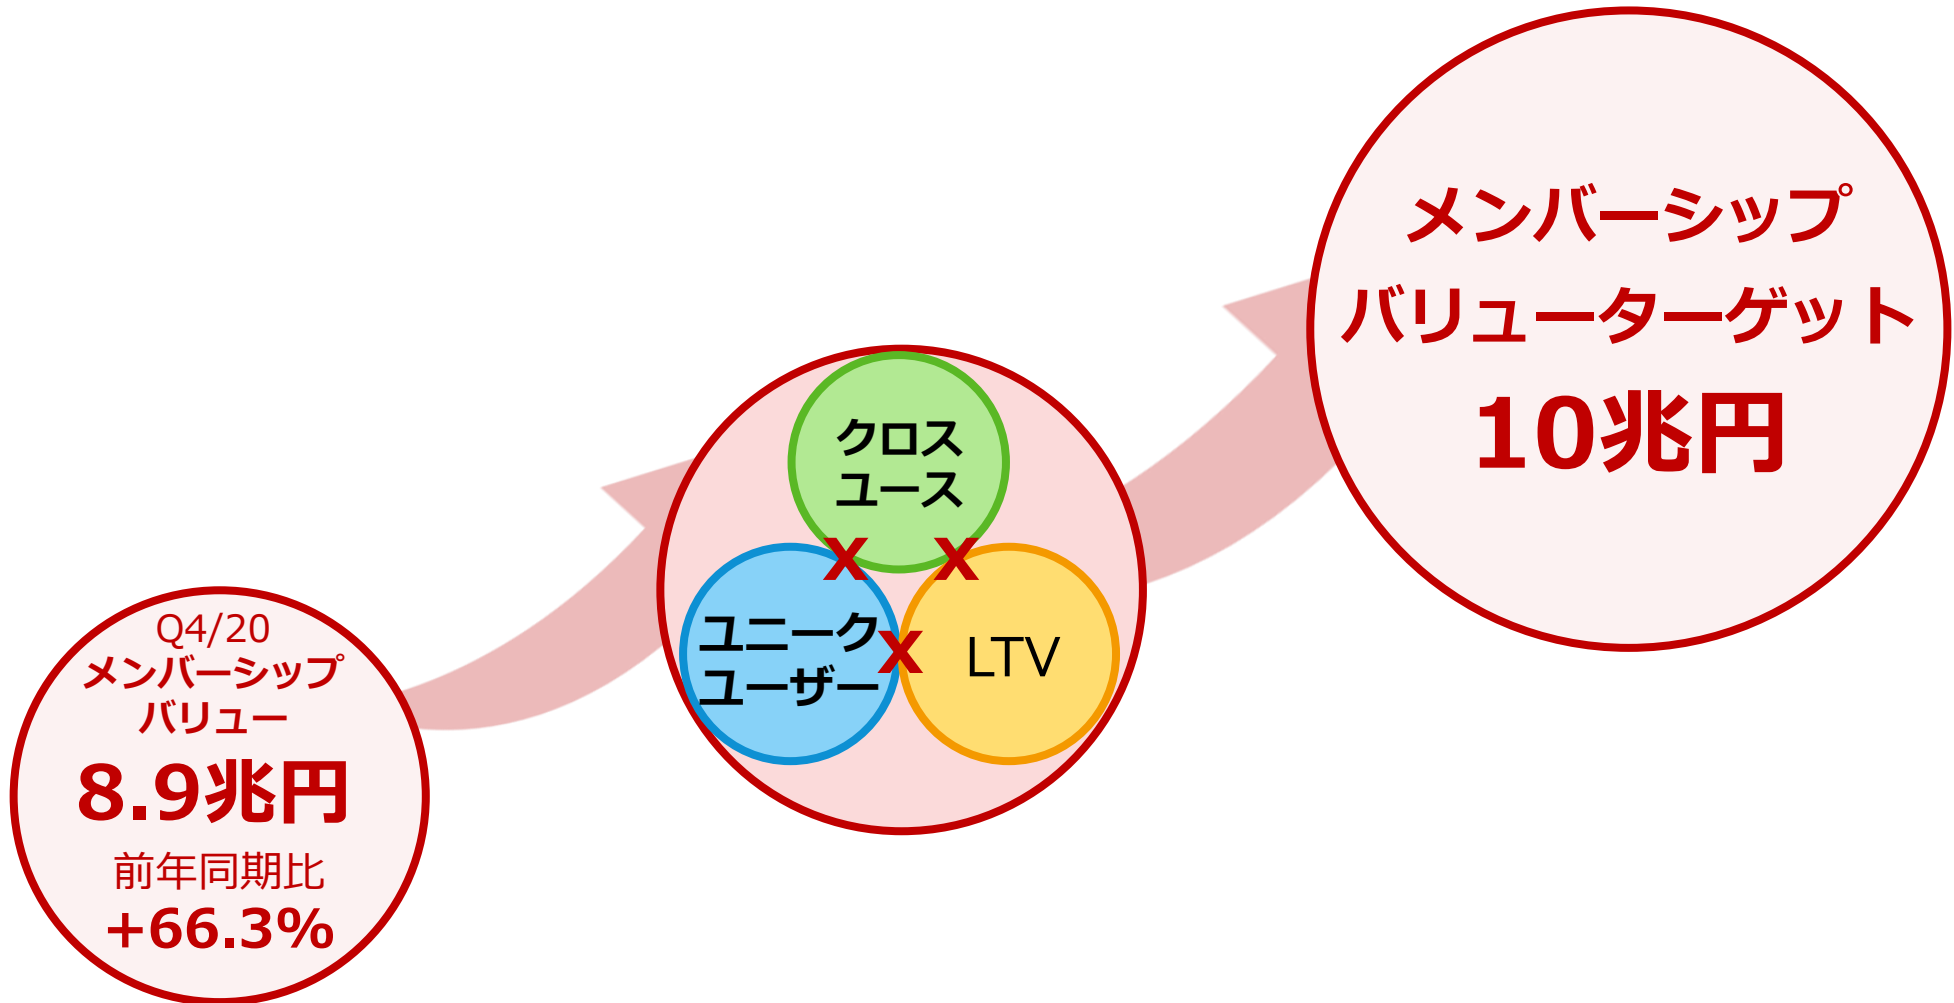 Q4/20
メンバーシップ
バリュー
8.9兆円
前年同期比
+66.3%
クロス
ユース
X
X
ユニーク
ユーザー
X
LTV
メンバーシップ
バリューターゲット
10兆円